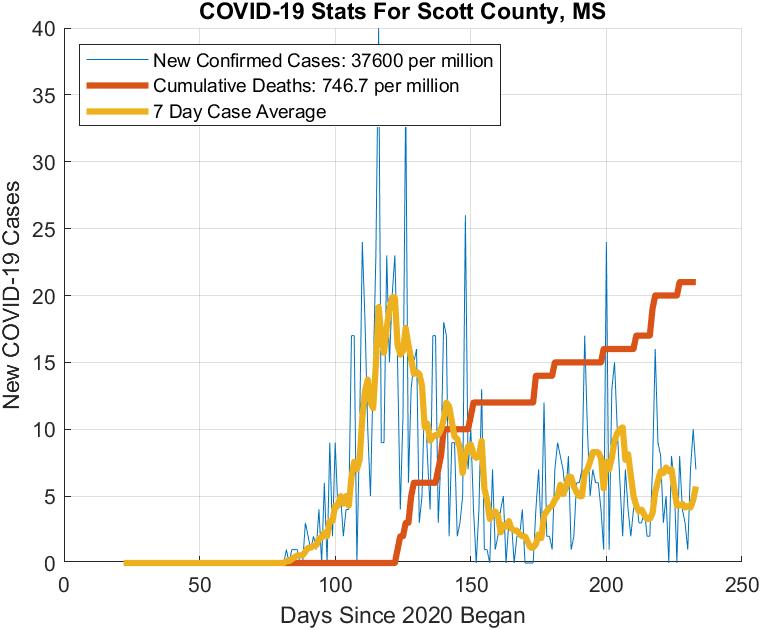 COVID-19 Stats For Scott County, MS
New Confirmed Cases: 37600 per million
Cumulative Deaths: 746.7 per million
7 Day Case Average
New COVID-19 Cases
40
35
30
25
20
15
10
5
0
0 50 100 150 200 250
Days Since 2020 Began